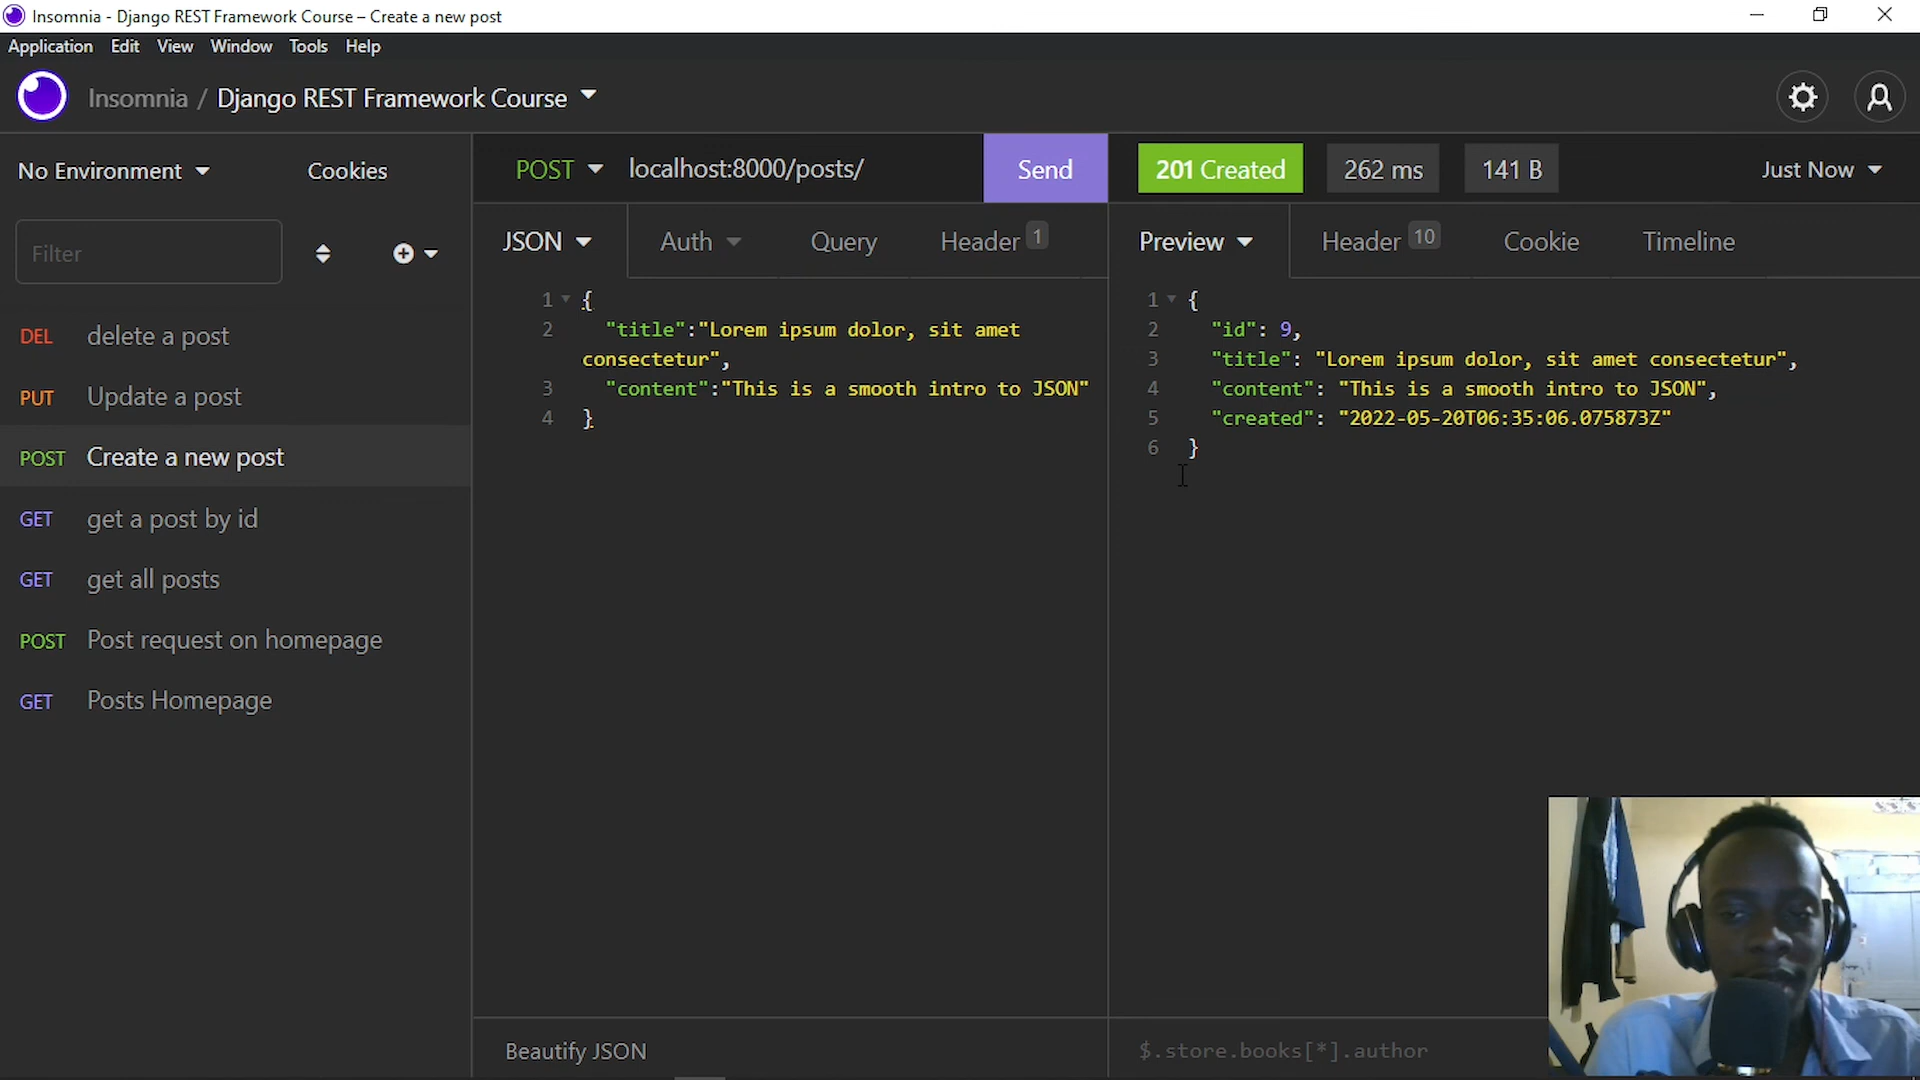 Insomnia - Django REST Framework Course – Create a new post
Application Edit View Window Tools Help
Insomnia / Django REST Framework Course
No Environment Cookies
POST localhost:8000/posts/ Send
201 Created 262 ms 141 B Just Now
Filter
JSON Auth Query Header 1
Preview Header 10 Cookie Timeline
DEL delete a post
PUT Update a post
POST Create a new post
GET get a post by id
GET get all posts
POST Post request on homepage
GET Posts Homepage
1 {
2 "title":"Lorem ipsum dolor, sit amet
consectetur",
3 "content":"This is a smooth intro to JSON"
4 }
Beautify JSON
1 {
2 "id": 9,
3 "title": "Lorem ipsum dolor, sit amet consectetur",
4 "content": "This is a smooth intro to JSON",
5 "created": "2022-05-20T06:35:06.075873Z"
6 }
$.store.books[*].author